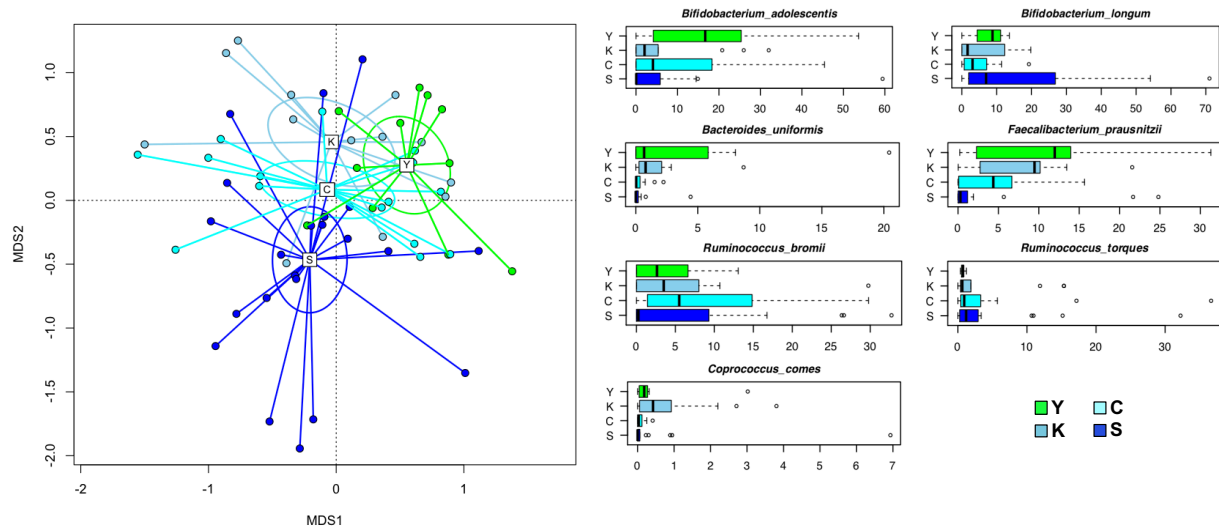 MDS2
1.0
0.5
0.0
-0.5
-1.0
-1.5
-2.0
K
Y
C
S
-2 -1 0 1
MDS1
Bifidobacterium_adolescentis
Y
K
C
S
0 10 20 30 40 50 60
Bifidobacterium_longum
Y
K
C
S
0 10 20 30 40 50 60 70
Bacteroides_uniformis
Y
K
C
S
0 5 10 15 20
Faecalibacterium_prausnitzii
Y
K
C
S
0 5 10 15 20 25 30
Ruminococcus_bromii
Y
K
C
S
0 5 10 15 20 25 30
Ruminococcus_torques
Y
K
C
S
0 10 20 30
Coprococcus_comes
Y
K
C
S
0 1 2 3 4 5 6 7
Y C
K S